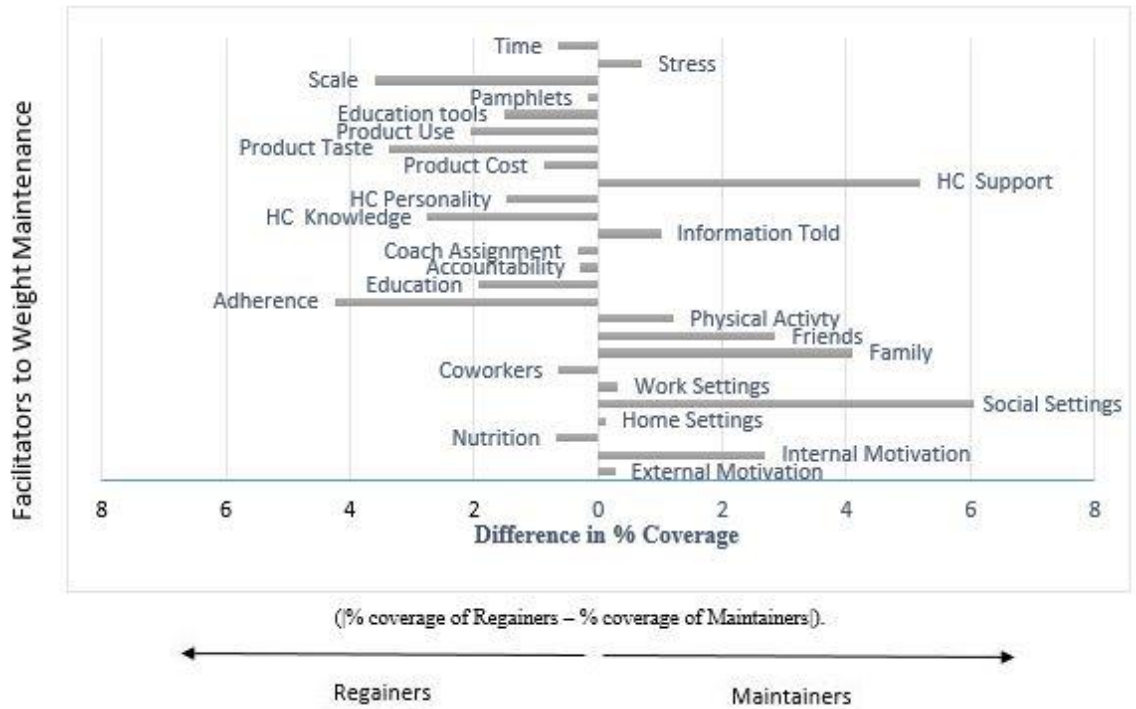 Facilitators to Weight Maintenance
Time
Stress
Scale
Pamphlets
Education tools
Product Use
Product Taste
Product Cost
HC Support
HC Personality
HC Knowledge
Information Told
Coach Assignment
Accountability
Education
Adherence
Physical Activty
Friends
Family
Coworkers
Work Settings
Social Settings
Home Settings
Nutrition
Internal Motivation
External Motivation
8 6 4 2 0 2 4 6 8
Difference in % Coverage
(|% coverage of Regainers – % coverage of Maintainers|).
Regainers Maintainers